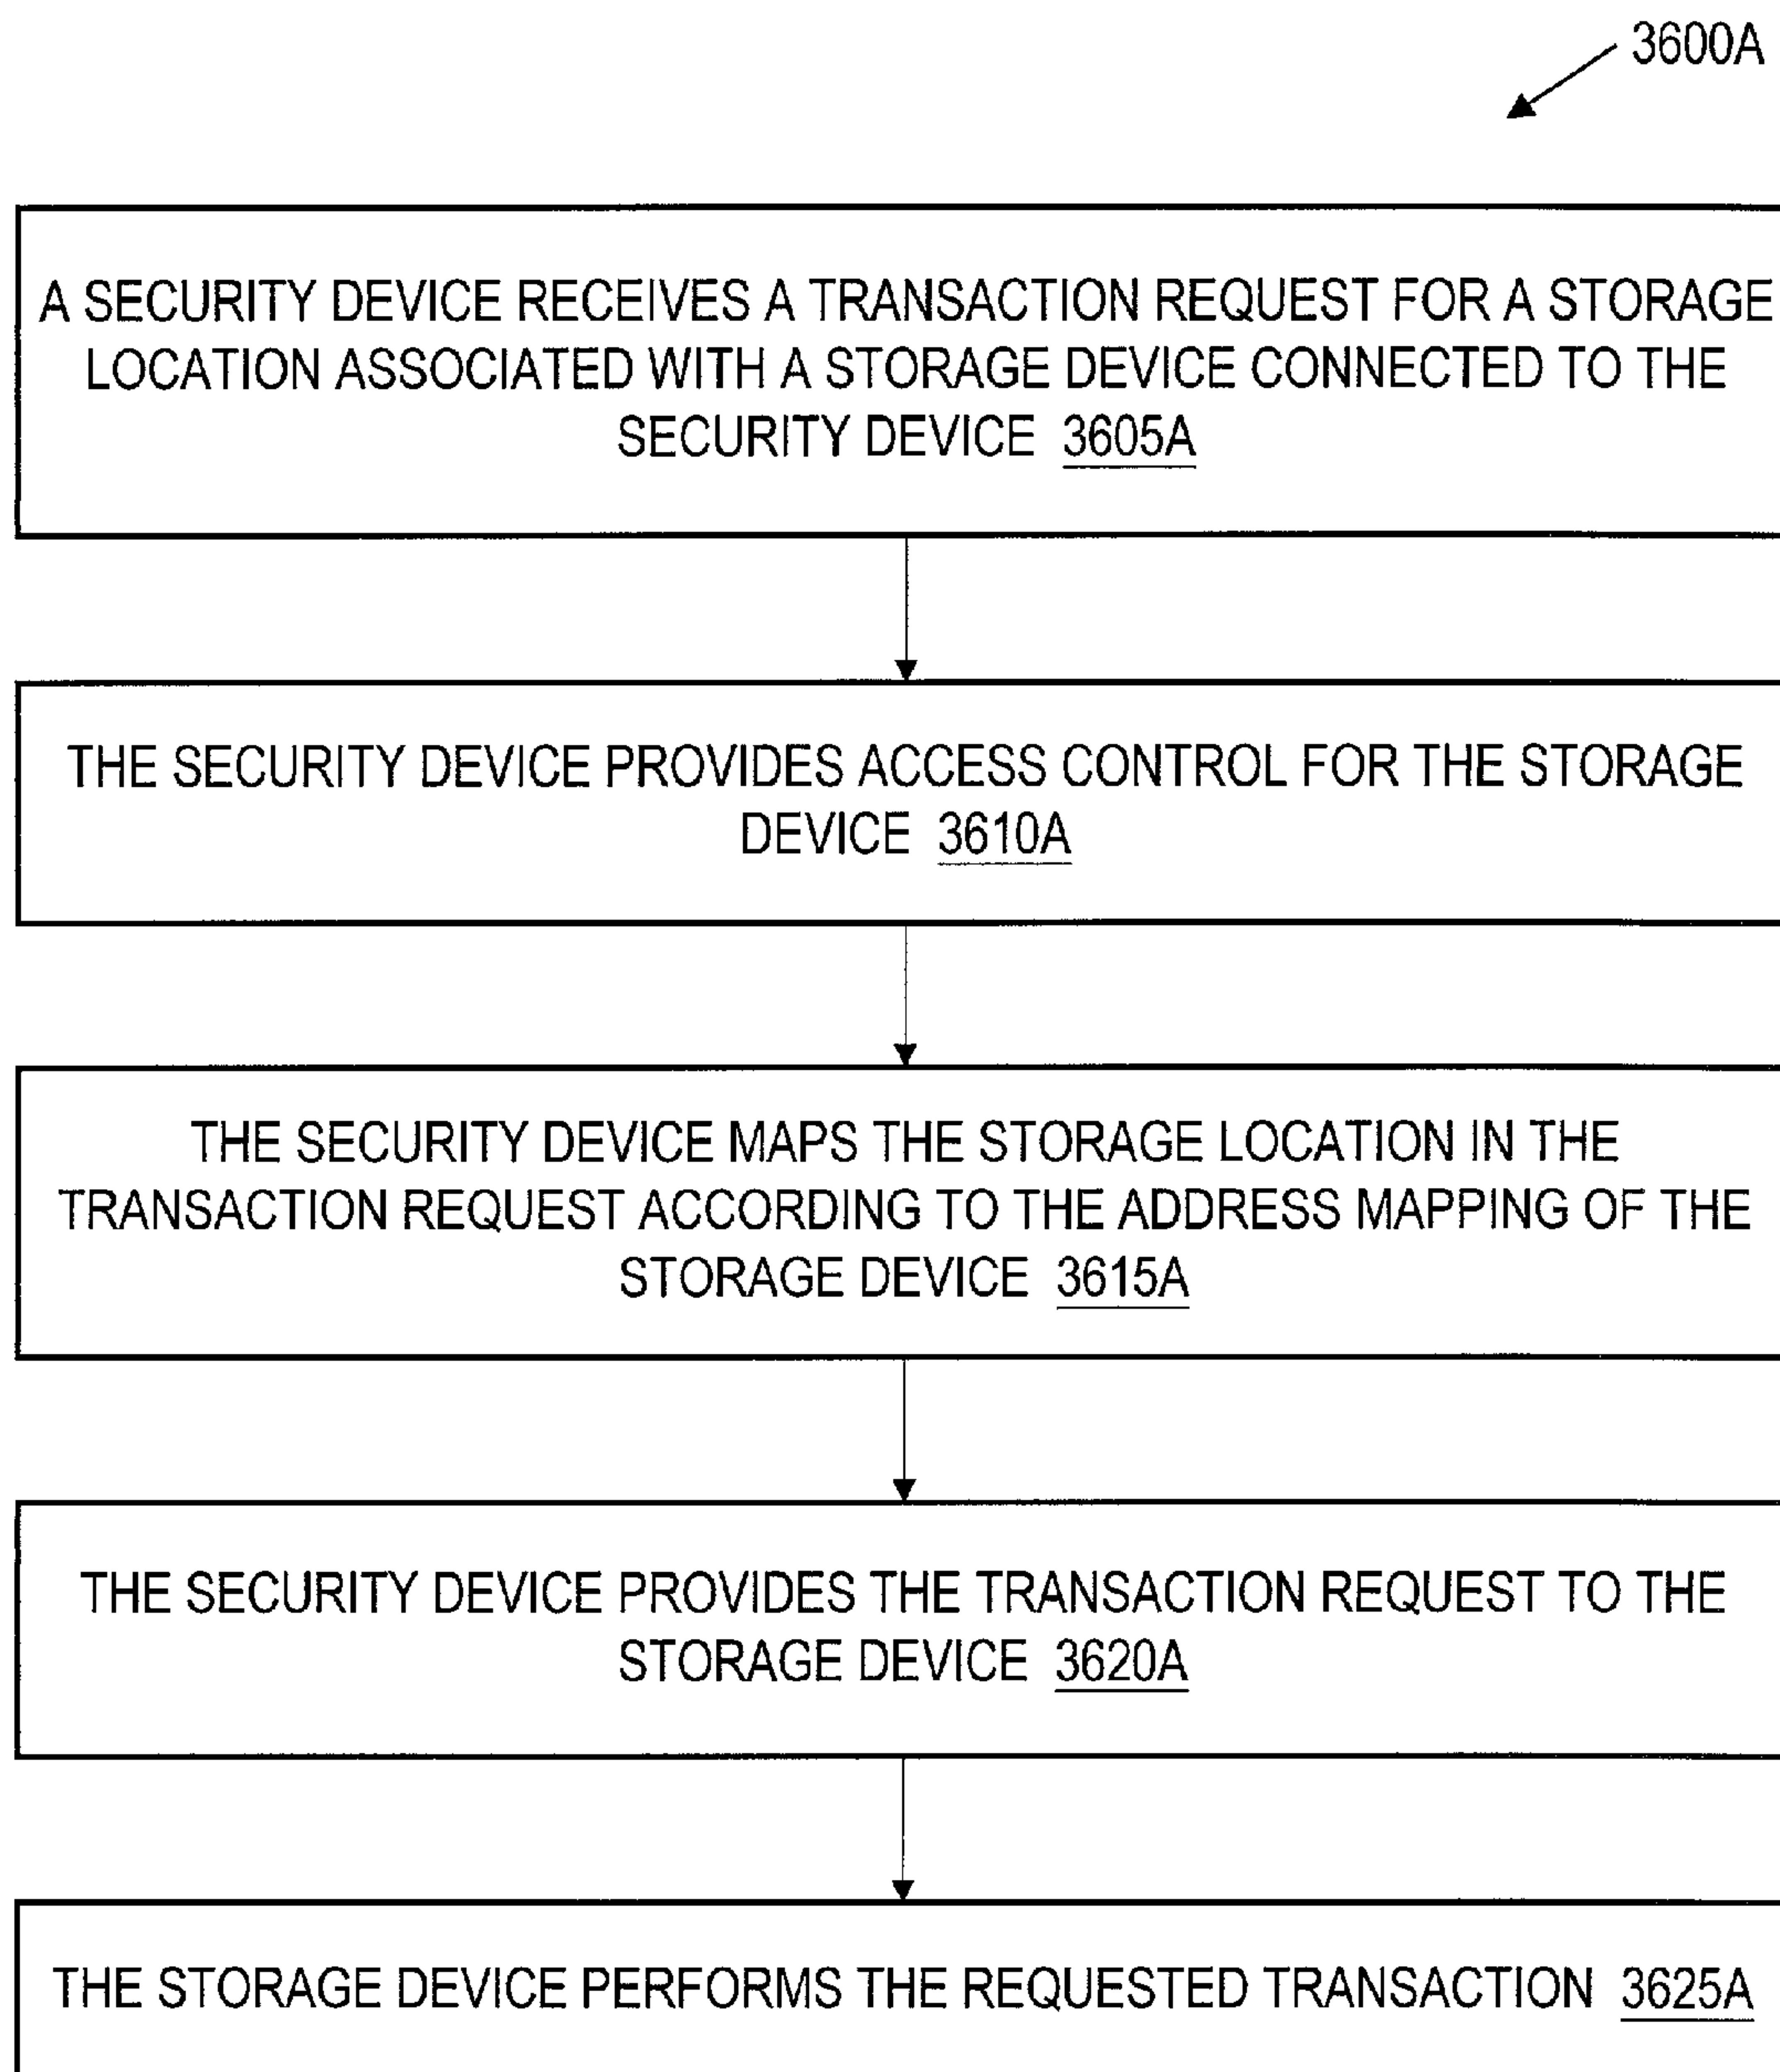 3600A
A SECURITY DEVICE RECEIVES A TRANSACTION REQUEST FOR A STORAGE
LOCATION ASSOCIATED WITH A STORAGE DEVICE CONNECTED TO THE
SECURITY DEVICE 3605A
THE SECURITY DEVICE PROVIDES ACCESS CONTROL FOR THE STORAGE
DEVICE 3610A
THE SECURITY DEVICE MAPS THE STORAGE LOCATION IN THE
TRANSACTION REQUEST ACCORDING TO THE ADDRESS MAPPING OF THE
STORAGE DEVICE 3615A
THE SECURITY DEVICE PROVIDES THE TRANSACTION REQUEST TO THE
STORAGE DEVICE 3620A
THE STORAGE DEVICE PERFORMS THE REQUESTED TRANSACTION 3625A